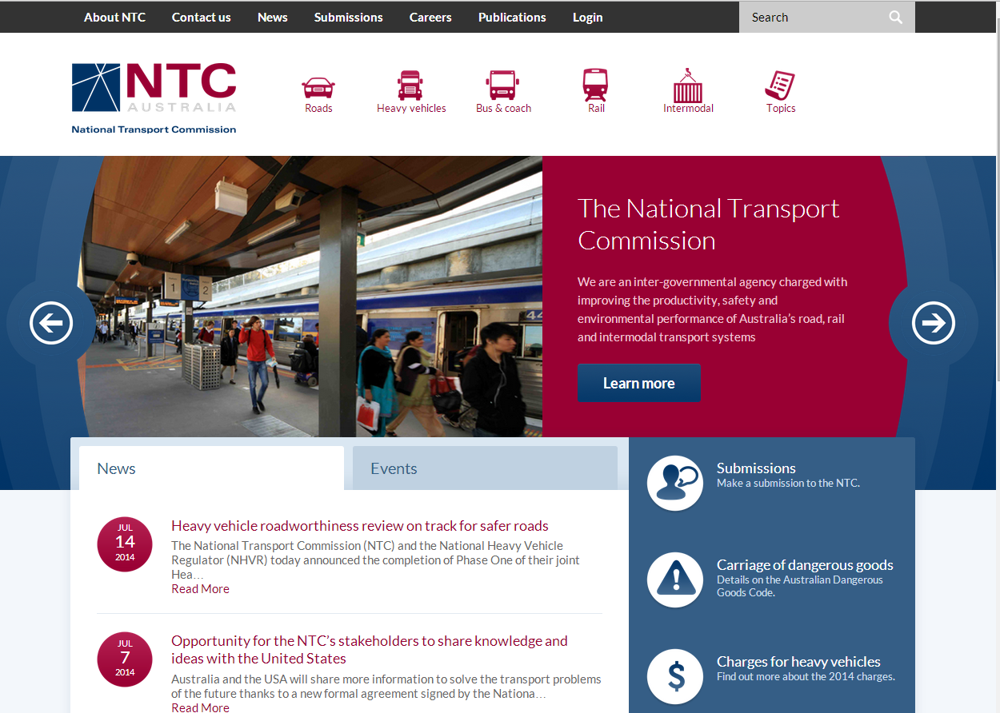 About NTC
Contact us
News
Submissions
Careers
Publications
Login
Search
NTC
AUSTRALIA
National Transport Commission
Roads
Heavy vehicles
Bus & coach
Rail
Intermodal
Topics
1
2
44
The National Transport
Commission
We are an inter-governmental agency charged with
improving the productivity, safety and
environmental performance of Australia's road, rail
and intermodal transport systems
Learn more
News
Events
JUL
14
2014
Heavy vehicle roadworthiness review on track for safer roads
The National Transport Commission (NTC) and the National Heavy Vehicle
Regulator (NHVR) today announced the completion of Phase One of their joint
Hea…
Read More
JUL
7
2014
Opportunity for the NTC's stakeholders to share knowledge and
ideas with the United States
Australia and the USA will share more information to solve the transport problems
of the future thanks to a new formal agreement signed by the Nationa…
Read More
Submissions
Make a submission to the NTC.
Carriage of dangerous goods
Details on the Australian Dangerous
Goods Code.
$
Charges for heavy vehicles
Find out more about the 2014 charges.